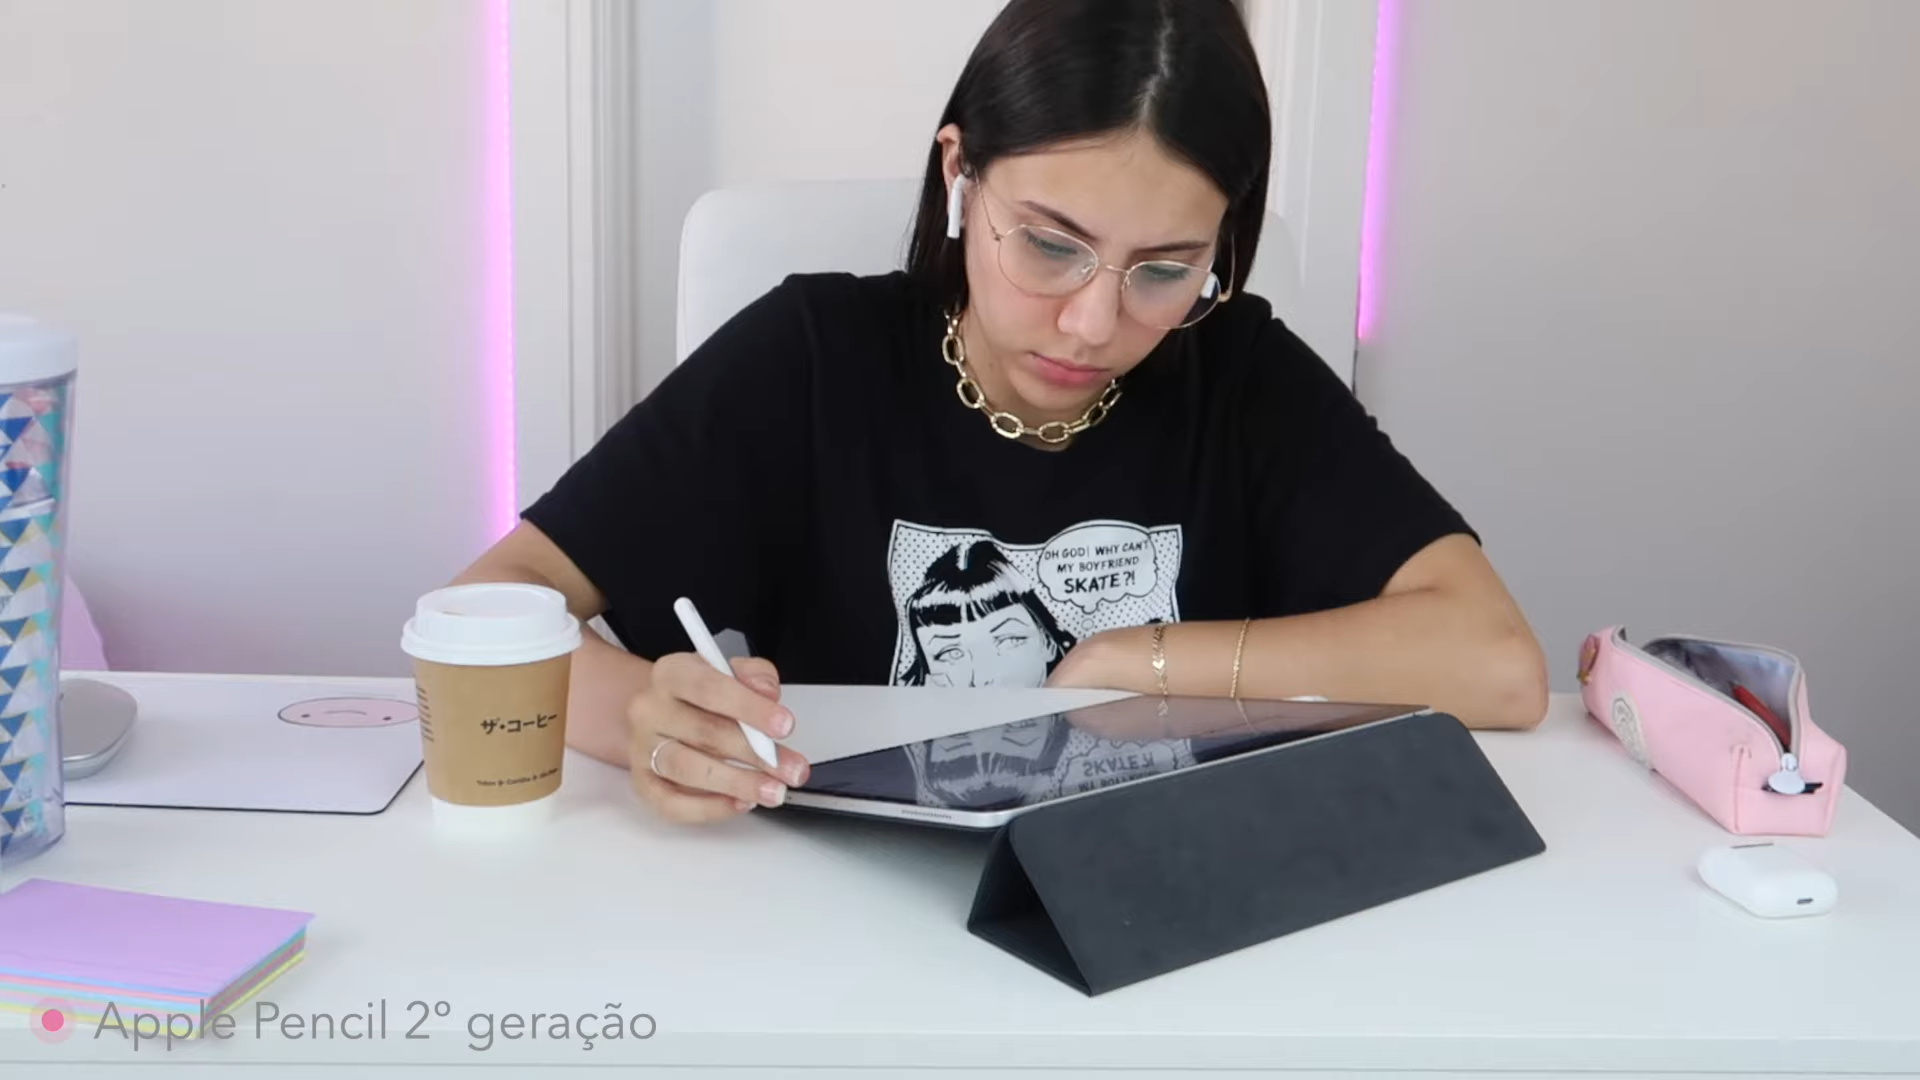 OH GOD! WHY CAN'T
MY BOYFRIEND
SKATE?!
ザ・コーヒー
Apple Pencil 2º geração